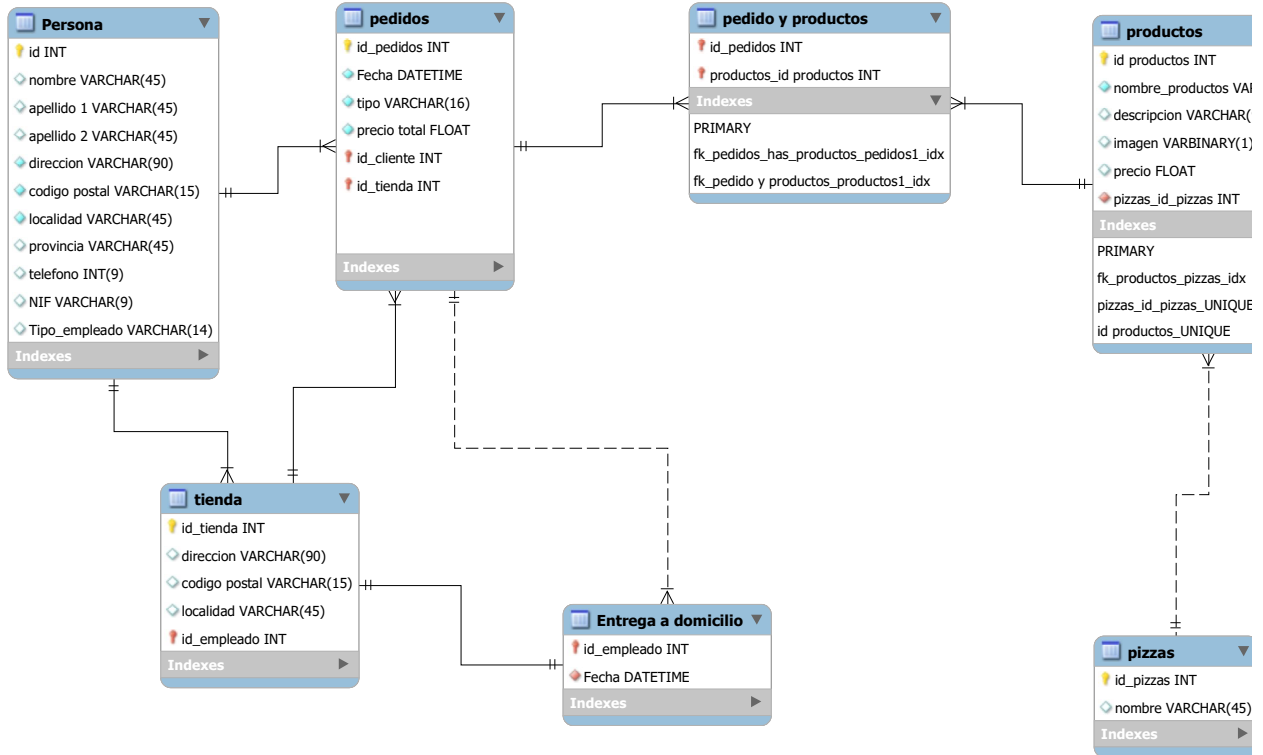 Persona
id INT
nombre VARCHAR(45)
apellido 1 VARCHAR(45)
apellido 2 VARCHAR(45)
direccion VARCHAR(90)
codigo postal VARCHAR(15)
localidad VARCHAR(45)
provincia VARCHAR(45)
telefono INT(9)
NIF VARCHAR(9)
Tipo_empleado VARCHAR(14)
Indexes
pedidos
id_pedidos INT
Fecha DATETIME
tipo VARCHAR(16)
precio total FLOAT
id_cliente INT
id_tienda INT
Indexes
pedido y productos
id_pedidos INT
productos_id productos INT
Indexes
PRIMARY
fk_pedidos_has_productos_pedidos1_idx
fk_pedido y productos_productos1_idx
productos
id productos INT
nombre_productos
descripcion VARCHAR(
imagen VARBINARY(1)
precio FLOAT
pizzas_id_pizzas INT
Indexes
PRIMARY
fk_productos_pizzas_idx
pizzas_id_pizzas_UNIQUE
id productos_UNIQUE
tienda
id_tienda INT
direccion VARCHAR(90)
codigo postal VARCHAR(15)
localidad VARCHAR(45)
id_empleado INT
Indexes
Entrega a domicilio
id_empleado INT
Fecha DATETIME
Indexes
pizzas
id_pizzas INT
nombre VARCHAR(45)
Indexes